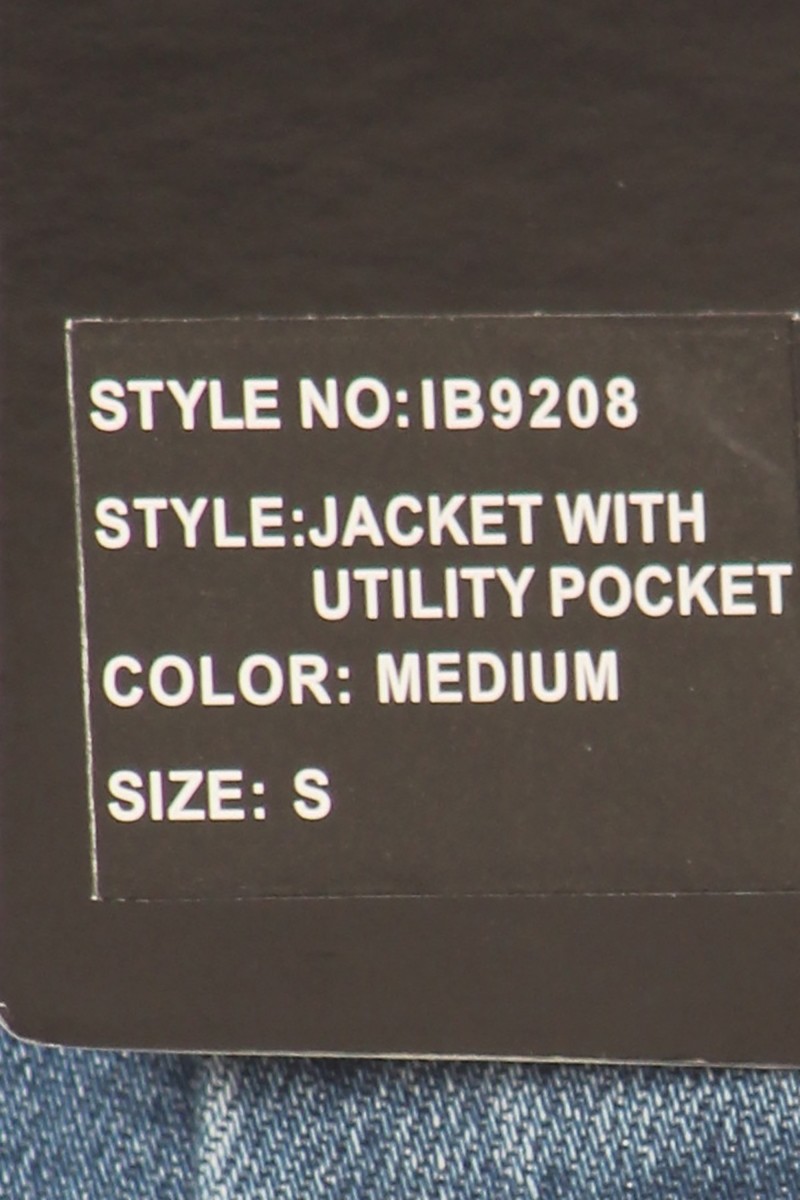 STYLE NO:IB9208
STYLE:JACKET WITH
UTILITY POCKET
COLOR: MEDIUM
SIZE: S